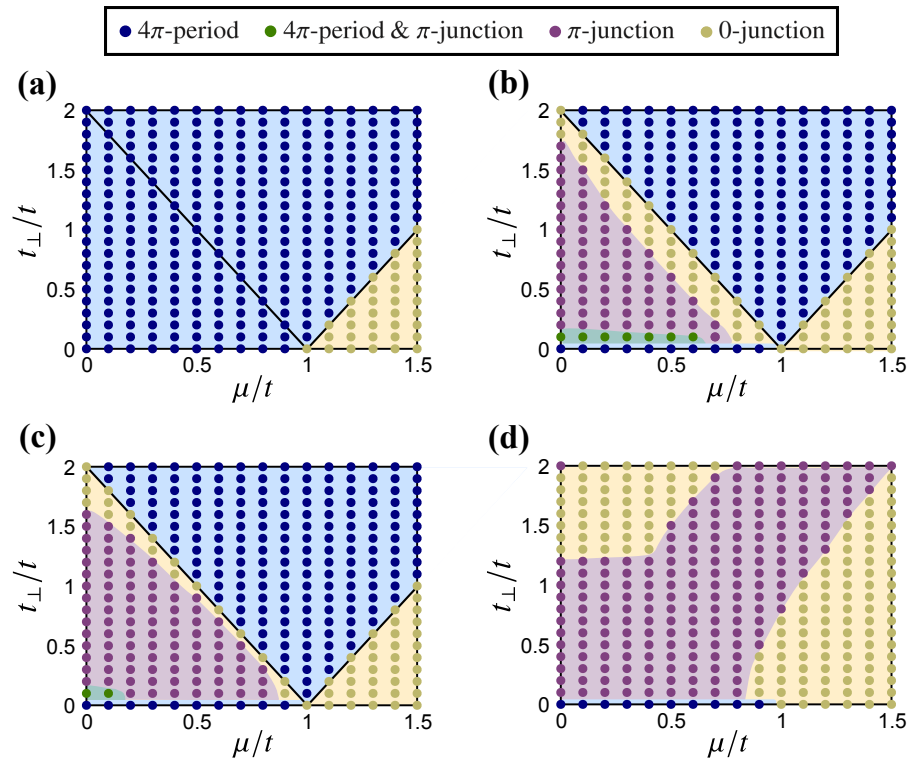 4π-period 4π-period & π-junction π-junction 0-junction
(a) (b)
2 2
1.5 1.5
t⊥/t t⊥/t
1 1
0.5 0.5
0 0
0 0.5 1 1.5 0 0.5 1 1.5
μ/t μ/t
(c) (d)
2 2
1.5 1.5
t⊥/t t⊥/t
1 1
0.5 0.5
0 0
0 0.5 1 1.5 0 0.5 1 1.5
μ/t μ/t